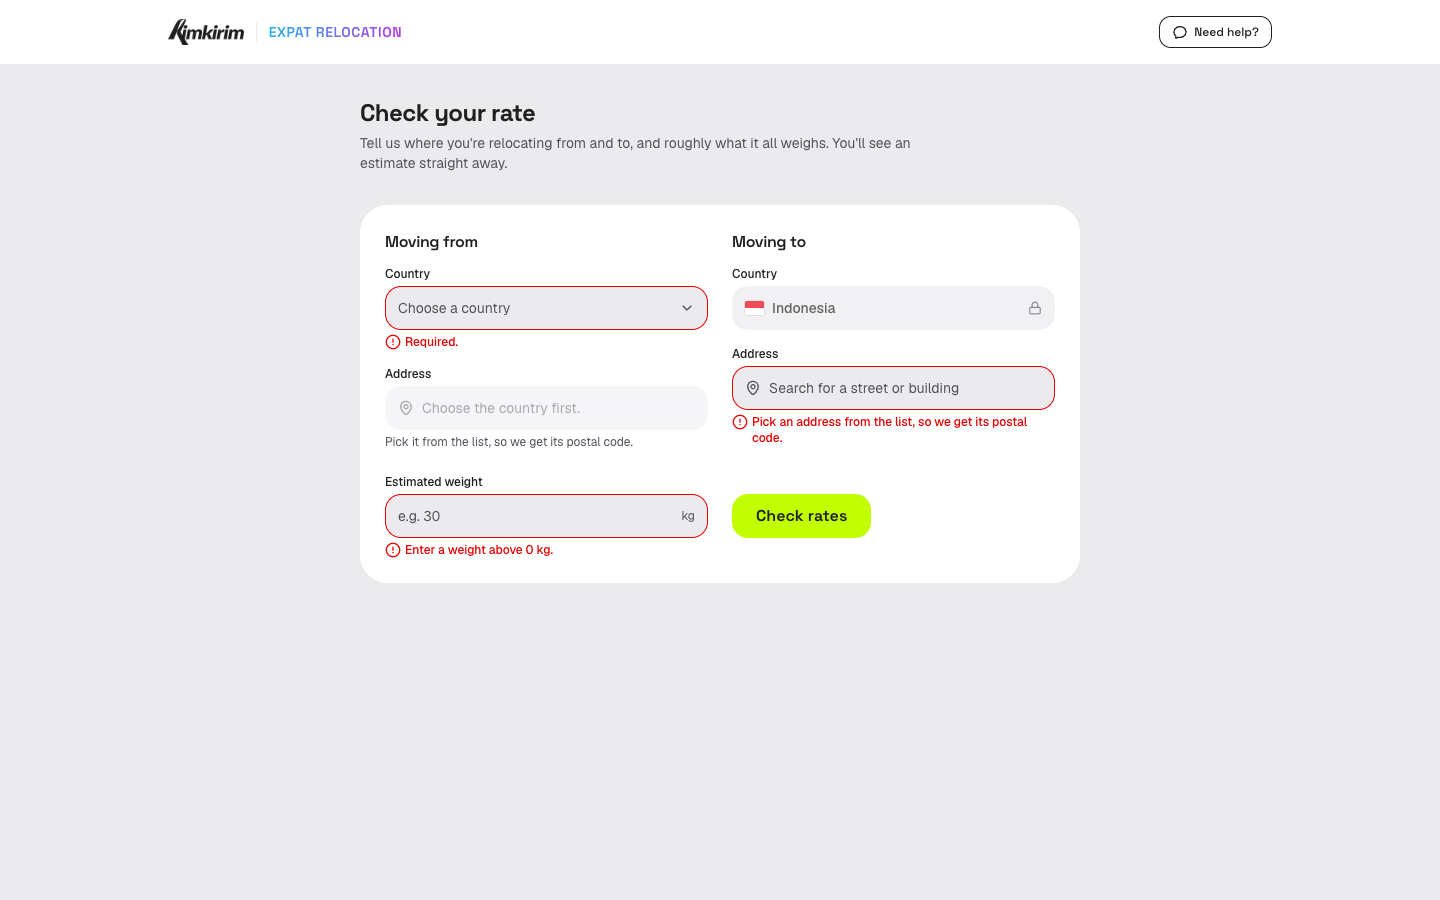 Kimkirim
EXPAT RELOCATION
Need help?
Check your rate
Tell us where you're relocating from and to, and roughly what it all weighs. You'll see an
estimate straight away.
Moving from
Country
Choose a country
Required.
Address
Choose the country first.
Pick it from the list, so we get its postal code.
Estimated weight
e.g. 30
kg
Enter a weight above 0 kg.
Moving to
Country
Indonesia
Address
Search for a street or building
Pick an address from the list, so we get its postal
code.
Check rates